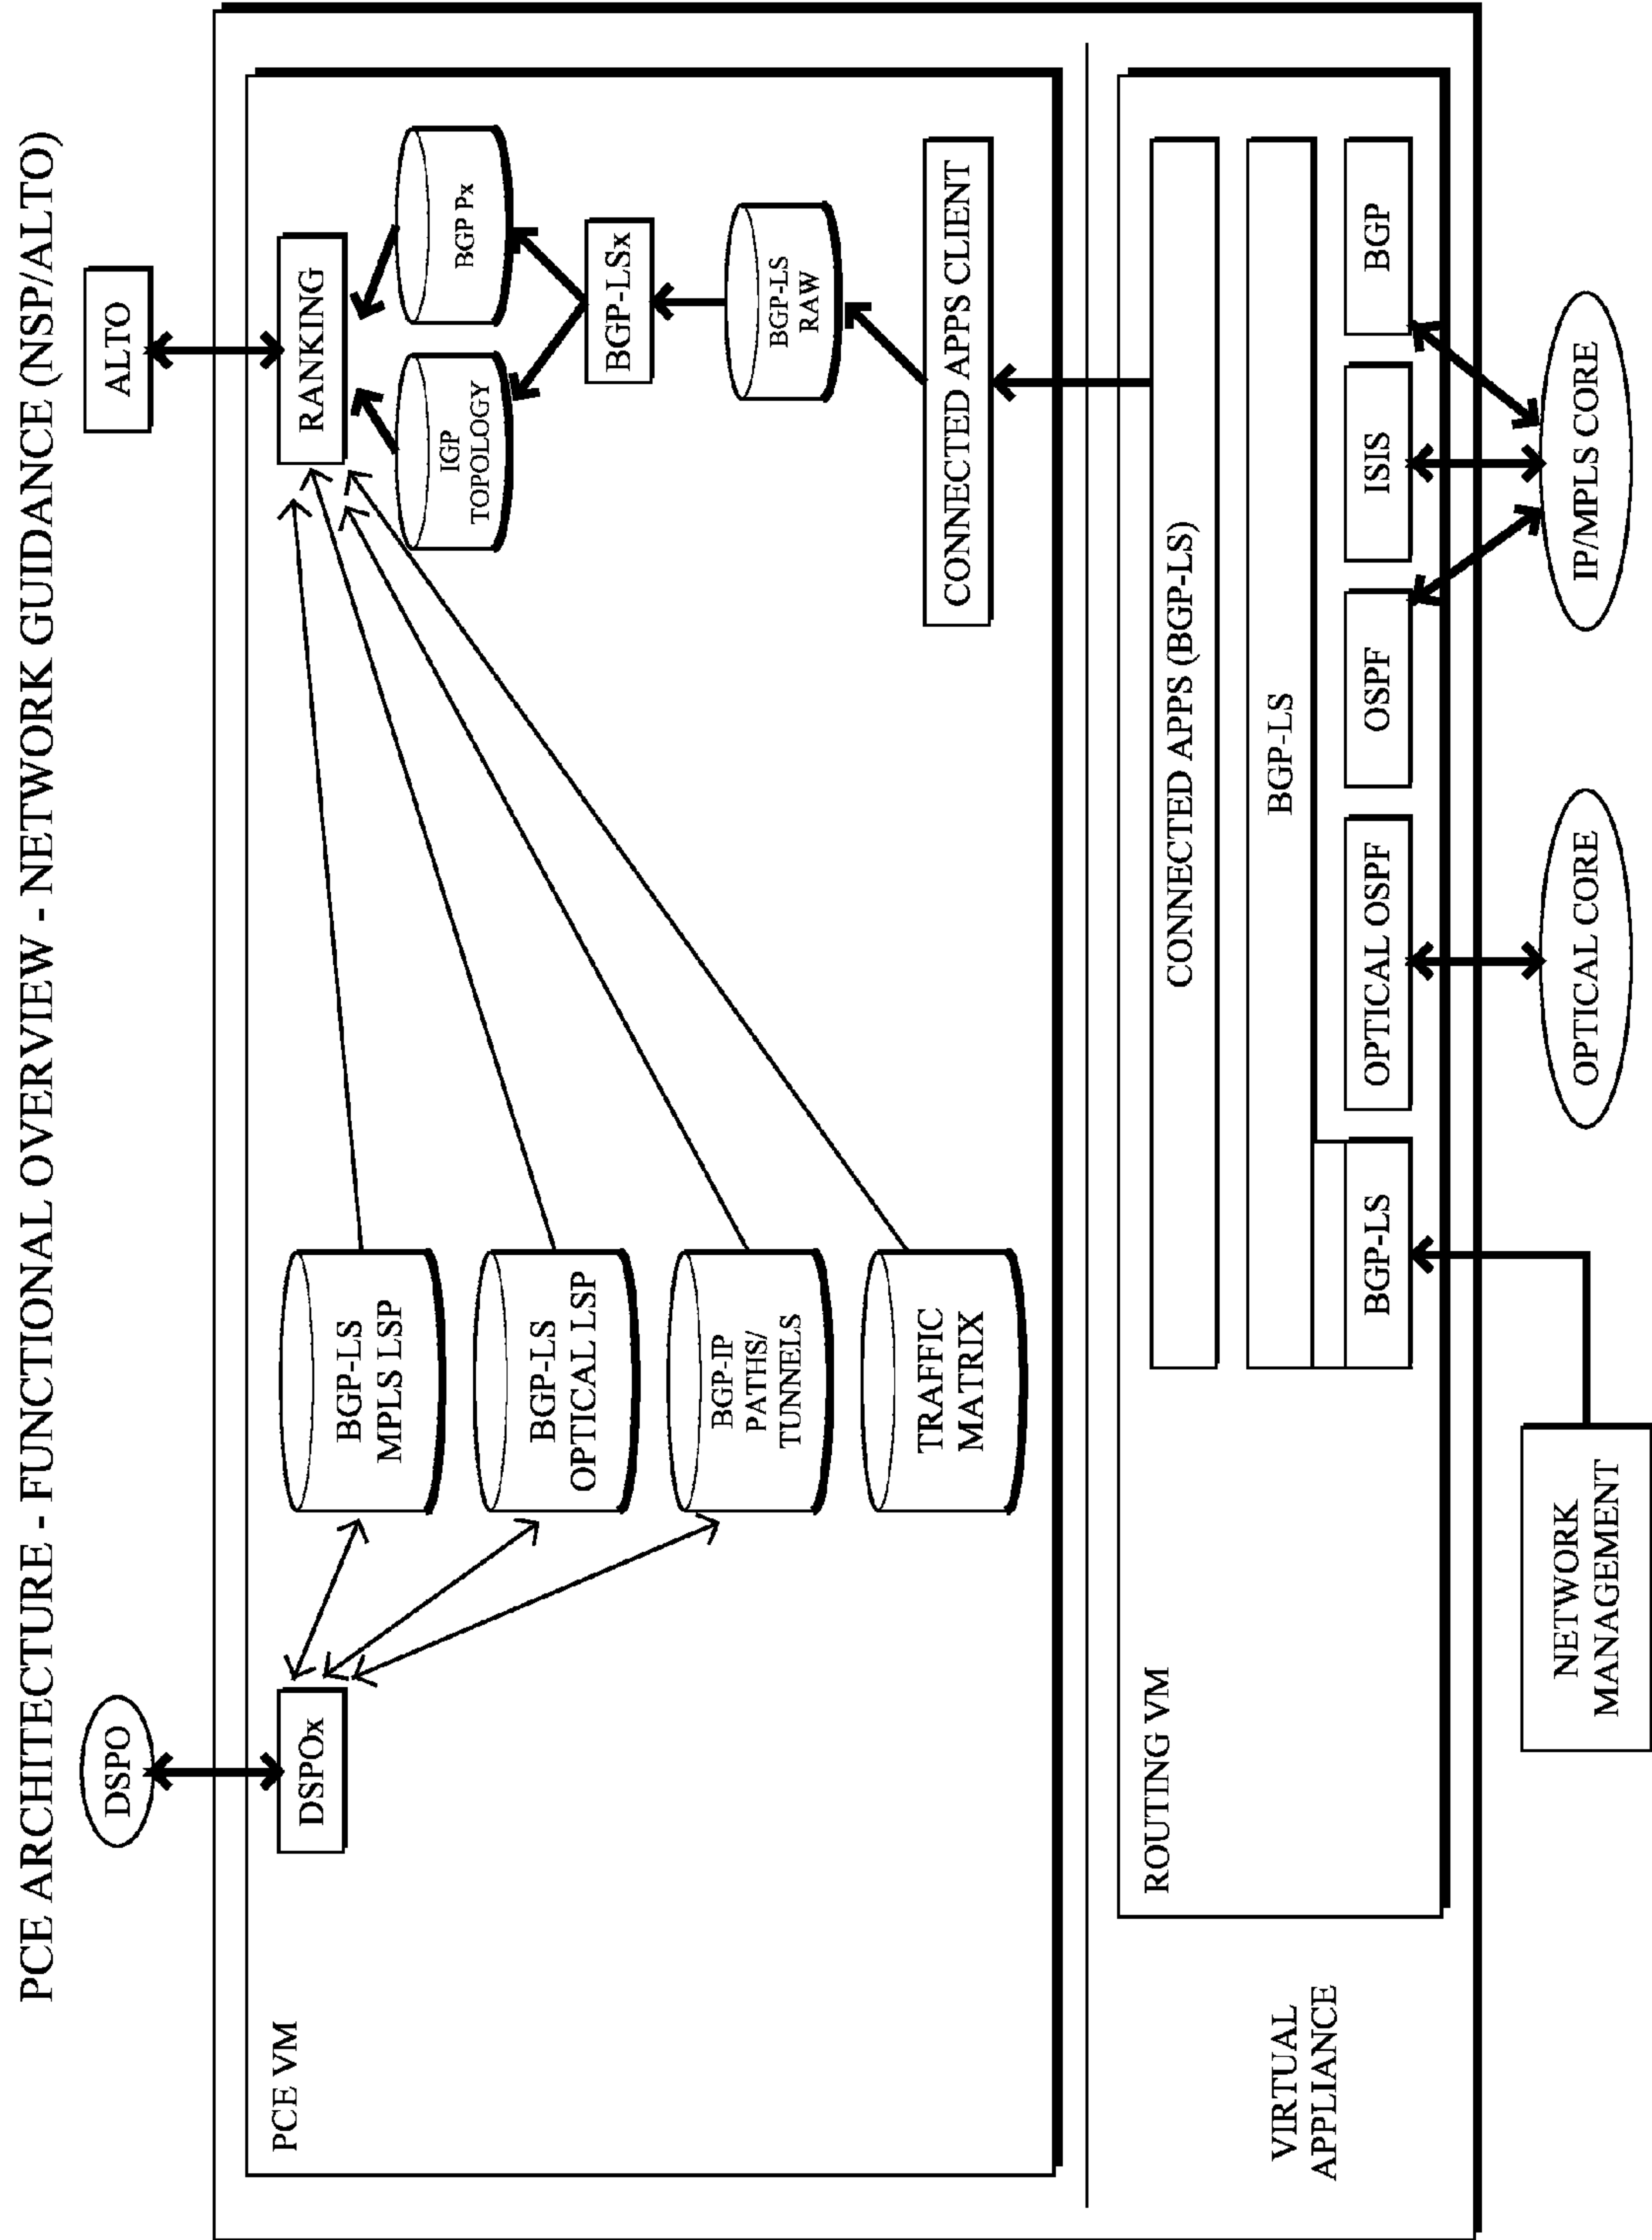 PCE ARCHITECTURE - FUNCTIONAL OVERVIEW - NETWORK GUIDANCE (NSP/ALTO)
DSPO
ALTO
PCE VM
DSPOx
RANKING
BGP-LS
MPLS LSP
BGP-LS
OPTICAL LSP
BGP-IP
PATHS/
TUNNELS
TRAFFIC
MATRIX
IGP
TOPOLOGY
BGP Px
BGP-LSx
BGP-LS
RAW
CONNECTED APPS CLIENT
VIRTUAL
APPLIANCE
ROUTING VM
CONNECTED APPS (BGP-LS)
BGP-LS
BGP-LS
OPTICAL OSPF
OSPF
ISIS
BGP
NETWORK
MANAGEMENT
OPTICAL CORE
IP/MPLS CORE